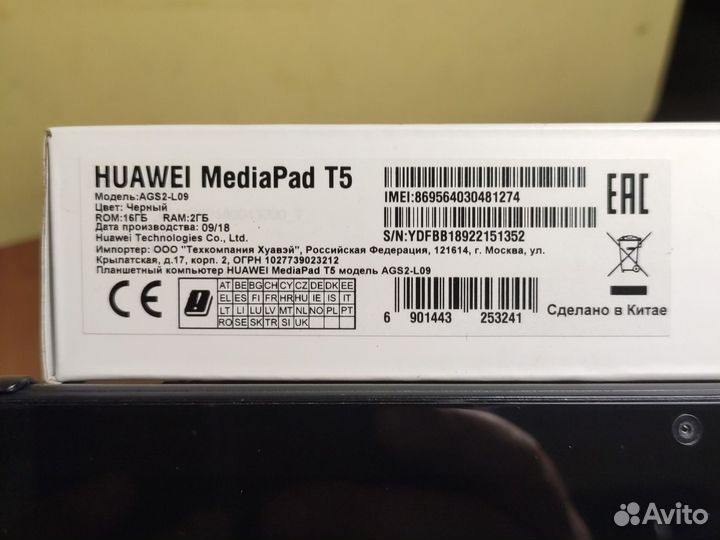 HUAWEI MediaPad T5
Модель:AGS2-L09
Цвет: Черный
ROM:16ГБ RAM:2ГБ
Дата производства: 09/18
Huawei Technologies Co., Ltd.
Импортер: ООО "Техкомпания Хуавэй", Российская Федерация, 121614, г. Москва, ул.
Крылатская, д.17, корп. 2, ОГРН 1027739023212
Планшетный компьютер HUAWEI MediaPad T5 модель AGS2-L09
IMEI:869564030481274
S/N:YDFBB18922151352
EAC
CE
AT BE BG CH CY CZ DE DK EE
EL ES FI FR HR HU IE IS IT
LT LI LU LV MT NL NO PL PT
RO SE SK TR SI UK
6 901443 253241
Сделано в Китае
Avito